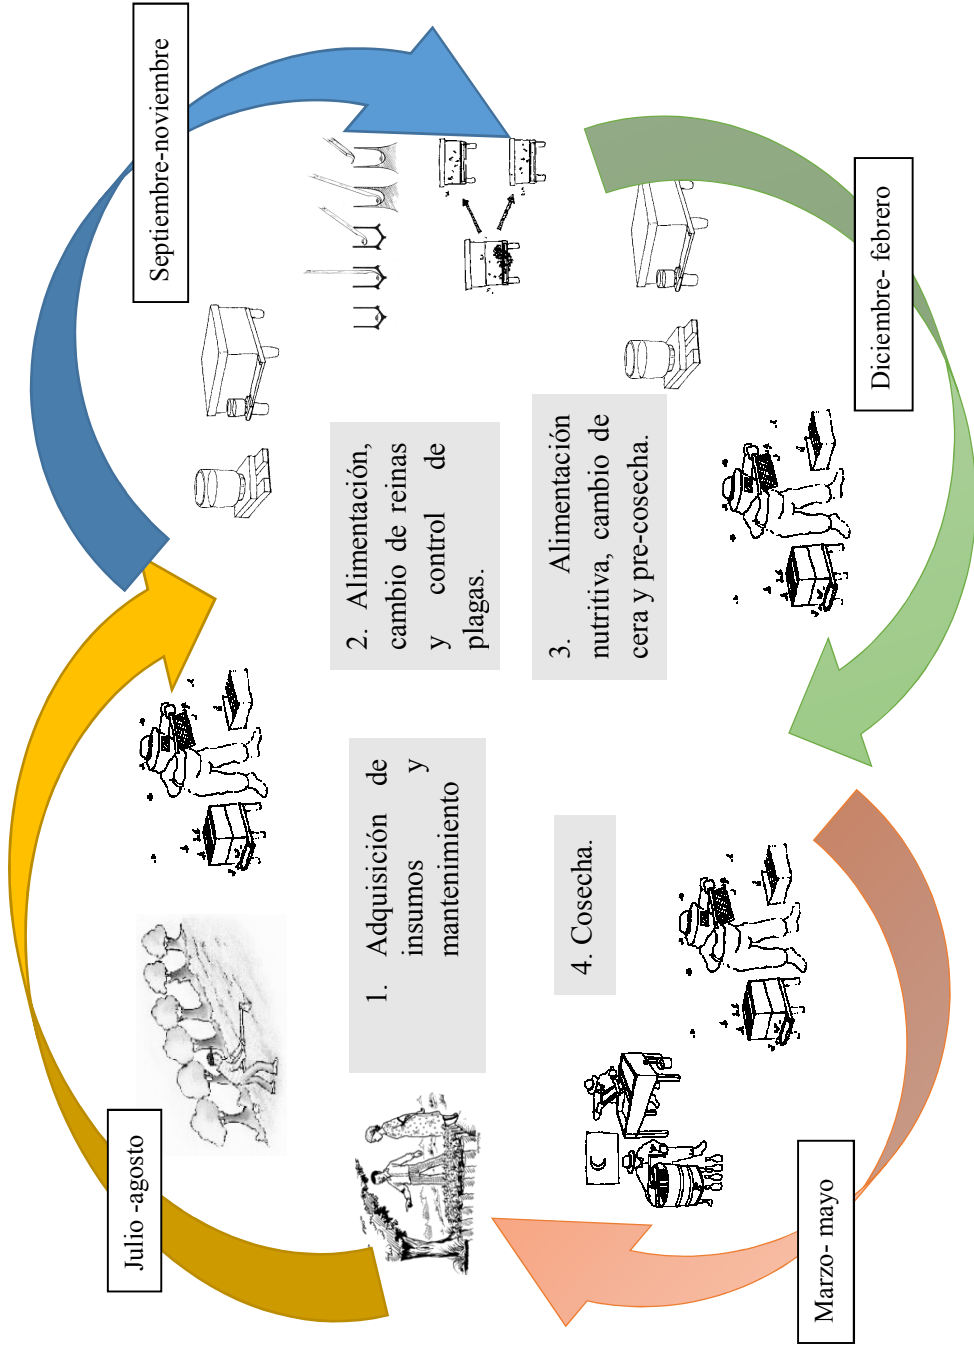 Julio -agosto
Septiembre-noviembre
1. Adquisición de
insumos y
mantenimiento
2. Alimentación,
cambio de reinas
y control de
plagas.
4. Cosecha.
3. Alimentación
nutritiva, cambio de
cera y pre-cosecha.
Marzo- mayo
Diciembre- febrero